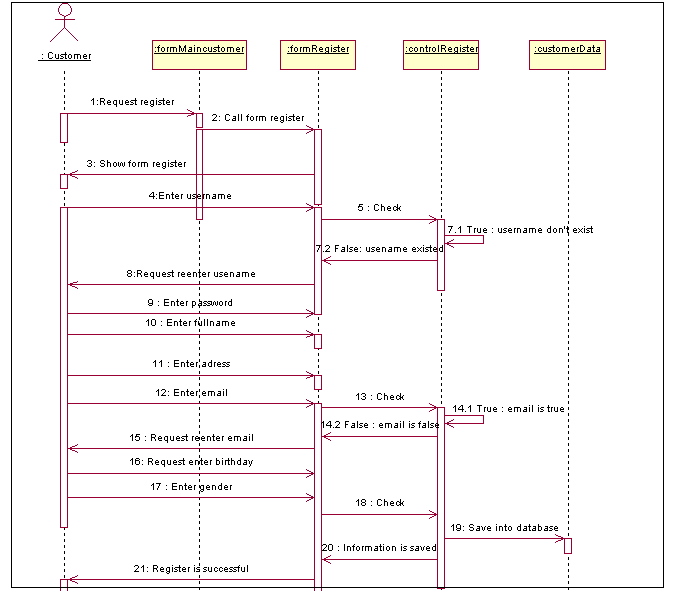 : Customer
:formMaincustomer
:formRegister
:controlRegister
:customerData
1:Request register
2: Call form register
3: Show form register
4:Enter username
5 : Check
7.1 True : username don't exist
7.2 False: usename existed
8:Request reenter usename
9 : Enter password
10 : Enter fullname
11 : Enter adress
12: Enter email
13 : Check
14.1 True : email is true
14.2 False : email is false
15 : Request reenter email
16: Request enter birthday
17 : Enter gender
18 : Check
19: Save into database
20 : Information is saved
21: Register is successful